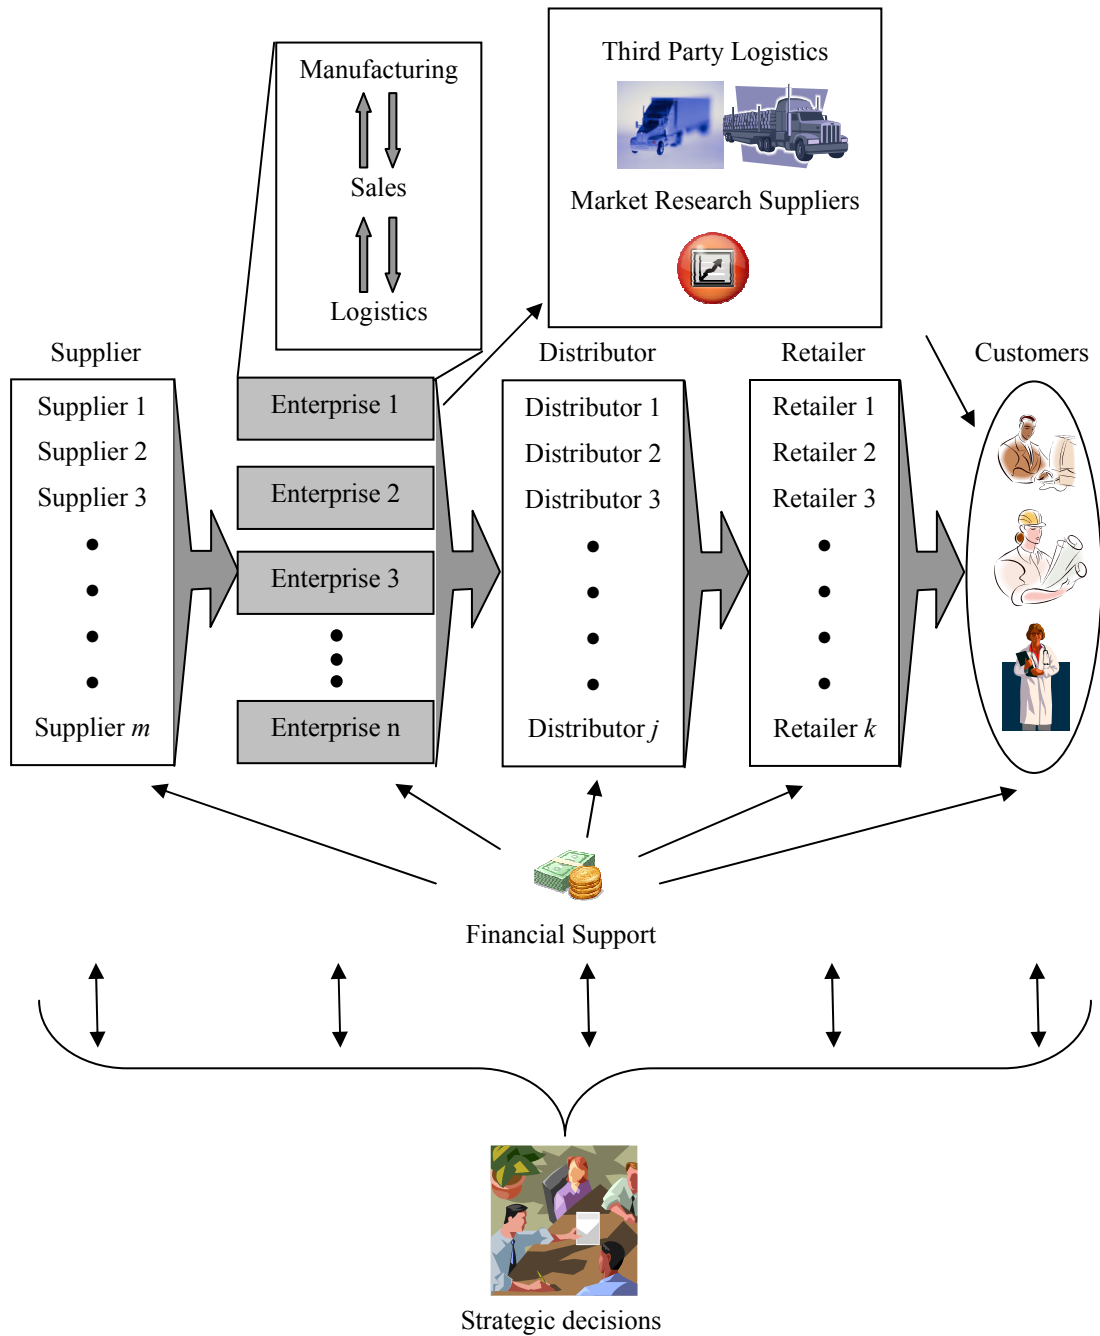 Manufacturing
Sales
Logistics
Third Party Logistics
Market Research Suppliers
Supplier
Distributor
Retailer
Customers
Supplier 1
Supplier 2
Supplier 3
Supplier m
Enterprise 1
Enterprise 2
Enterprise 3
Enterprise n
Distributor 1
Distributor 2
Distributor 3
Distributor j
Retailer 1
Retailer 2
Retailer 3
Retailer k
Financial Support
Strategic decisions